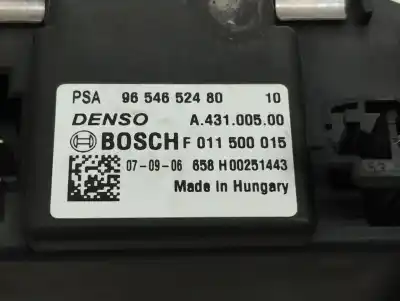 PSA 96 546 524 80 10
DENSO A.431.005.00
BOSCH F 011 500 015
07-09-06 658 H00251443
Made in Hungary